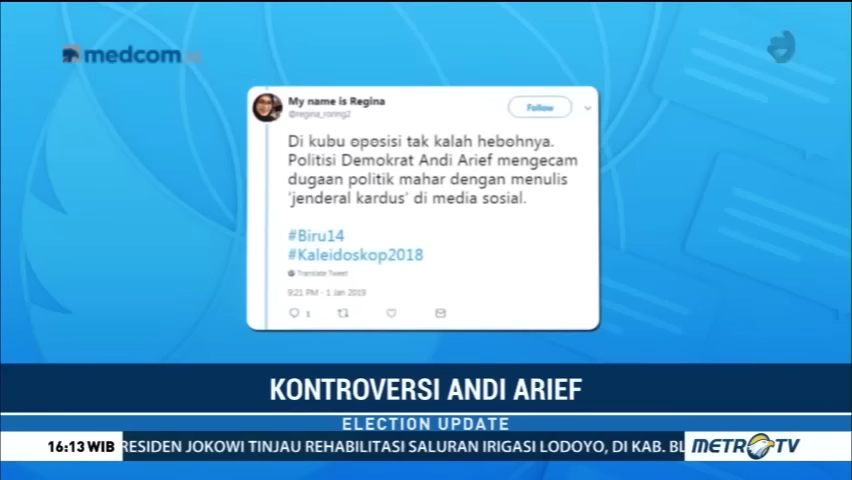 medcom.id
My name is Regina
@regina_roring2
Follow
Di kubu oposisi tak kalah hebohnya.
Politisi Demokrat Andi Arief mengecam
dugaan politik mahar dengan menulis
'jenderal kardus' di media sosial.
#Biru14
#Kaleidoskop2018
Translate Tweet
9:21 PM - 1 Jan 2019
1
KONTROVERSI ANDI ARIEF
ELECTION UPDATE
16:13 WIB
RESIDEN JOKOWI TINJAU REHABILITASI SALURAN IRIGASI LODOYO, DI KAB. BL
METRO TV